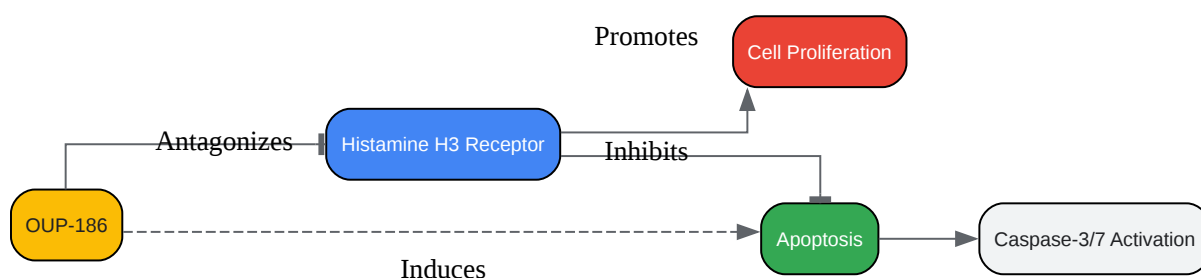 Promotes
Cell Proliferation
Antagonizes
Histamine H3 Receptor
Inhibits
OUP-186
Apoptosis
Caspase-3/7 Activation
Induces